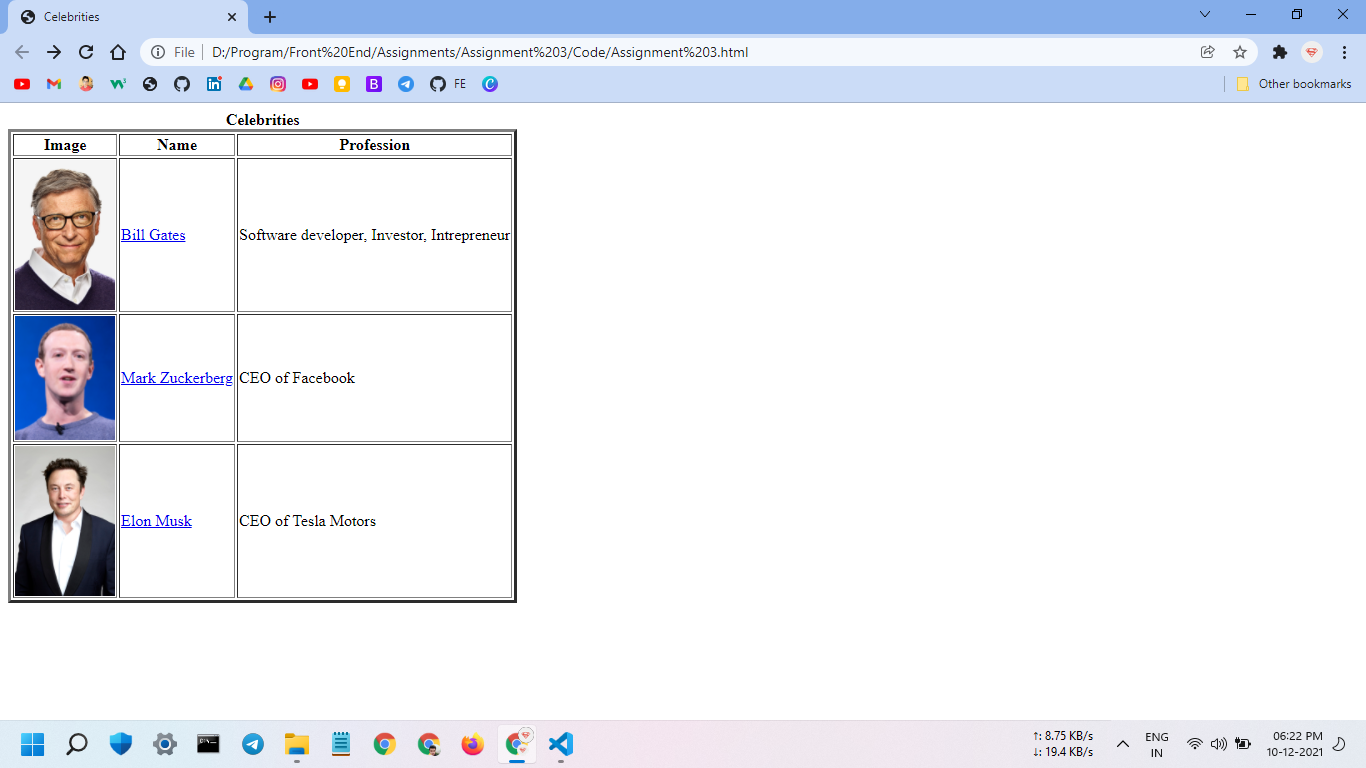 Celebrities
File D:/Program/Front%20End/Assignments/Assignment%203/Code/Assignment%203.html
FE
Other bookmarks
Celebrities
Image Name Profession
Bill Gates Software developer, Investor, Intrepreneur
Mark Zuckerberg CEO of Facebook
Elon Musk CEO of Tesla Motors
↑: 8.75 KB/s
↓: 19.4 KB/s
ENG
IN
06:22 PM
10-12-2021